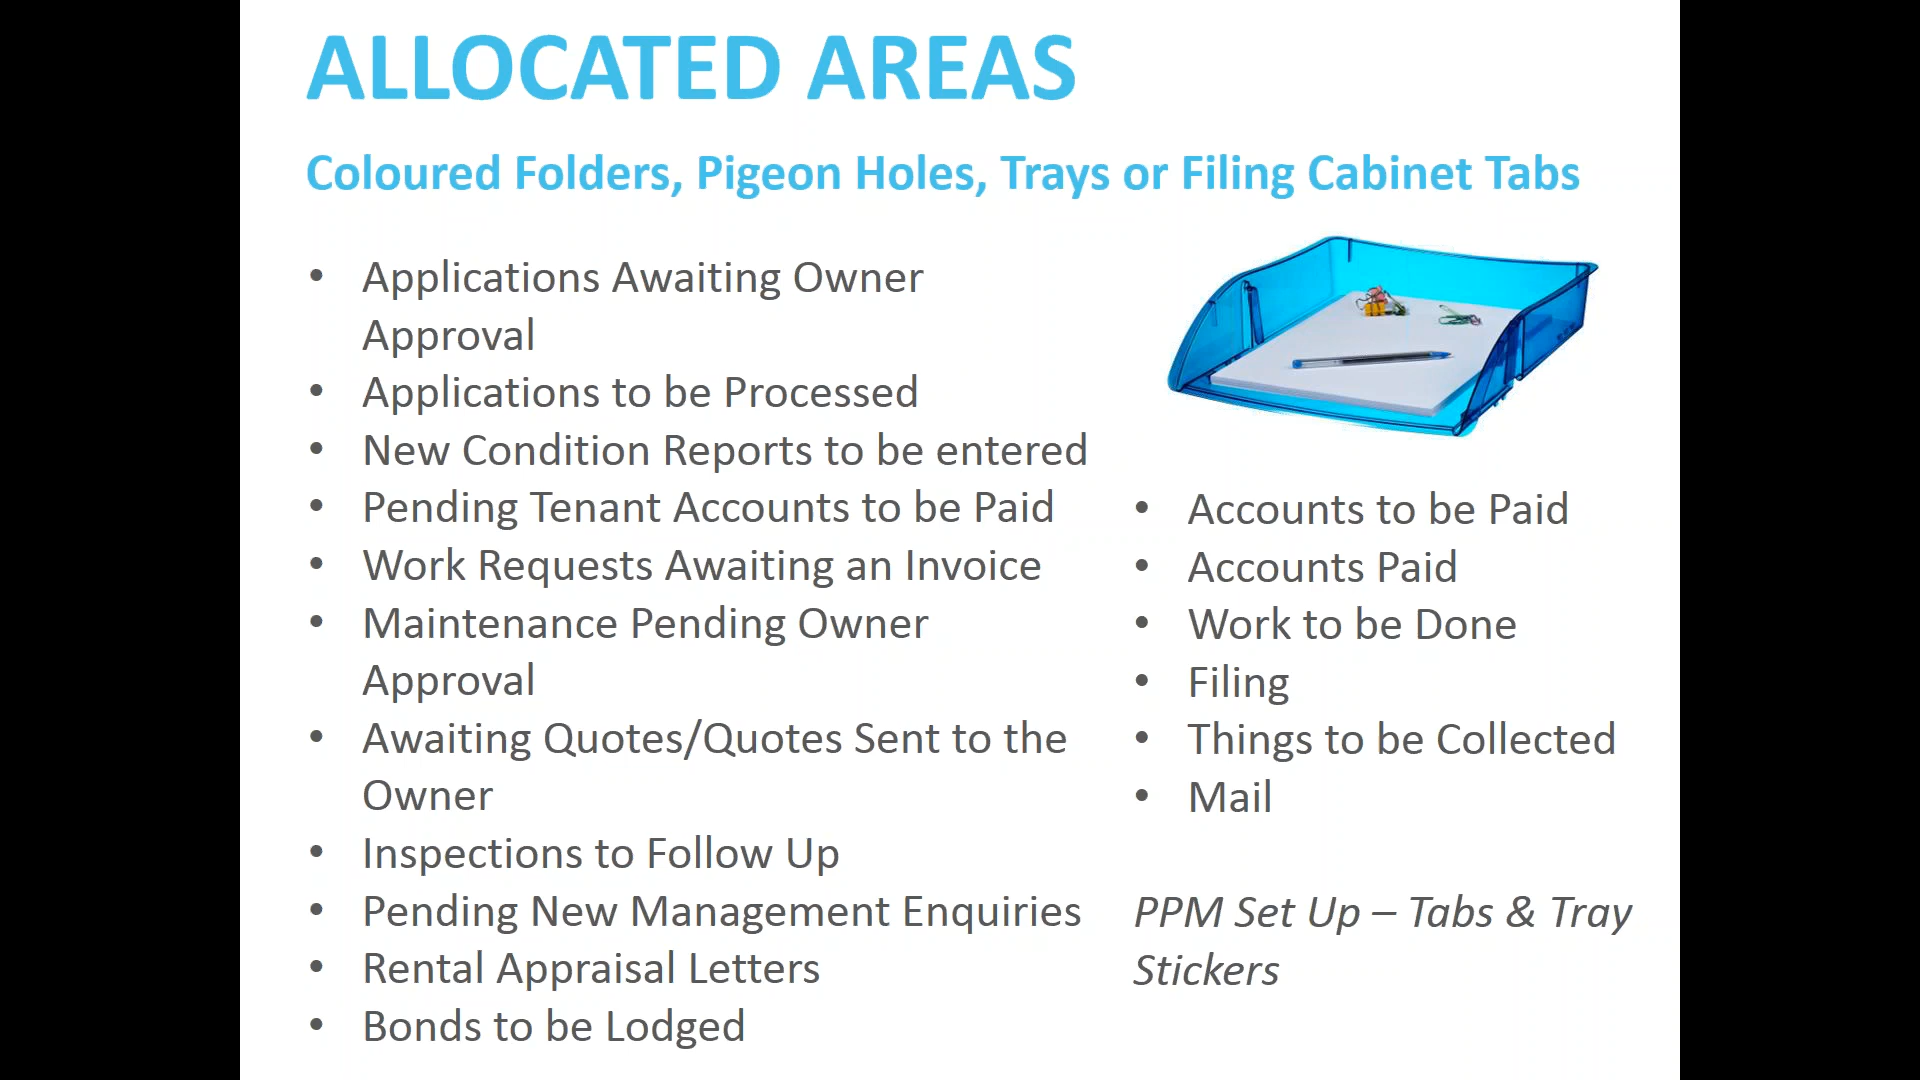 ALLOCATED AREAS
Coloured Folders, Pigeon Holes, Trays or Filing Cabinet Tabs
• Applications Awaiting Owner
Approval
• Applications to be Processed
• New Condition Reports to be entered
• Pending Tenant Accounts to be Paid
• Work Requests Awaiting an Invoice
• Maintenance Pending Owner
Approval
• Awaiting Quotes/Quotes Sent to the
Owner
• Inspections to Follow Up
• Pending New Management Enquiries
• Rental Appraisal Letters
• Bonds to be Lodged
• Accounts to be Paid
• Accounts Paid
• Work to be Done
• Filing
• Things to be Collected
• Mail
PPM Set Up – Tabs & Tray
Stickers